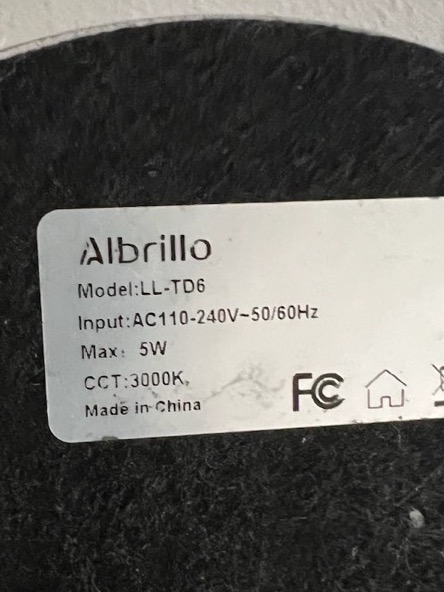 Albrillo
Model:LL-TD6
Input:AC110-240V~50/60Hz
Max: 5W
CCT:3000K
Made in China
FC